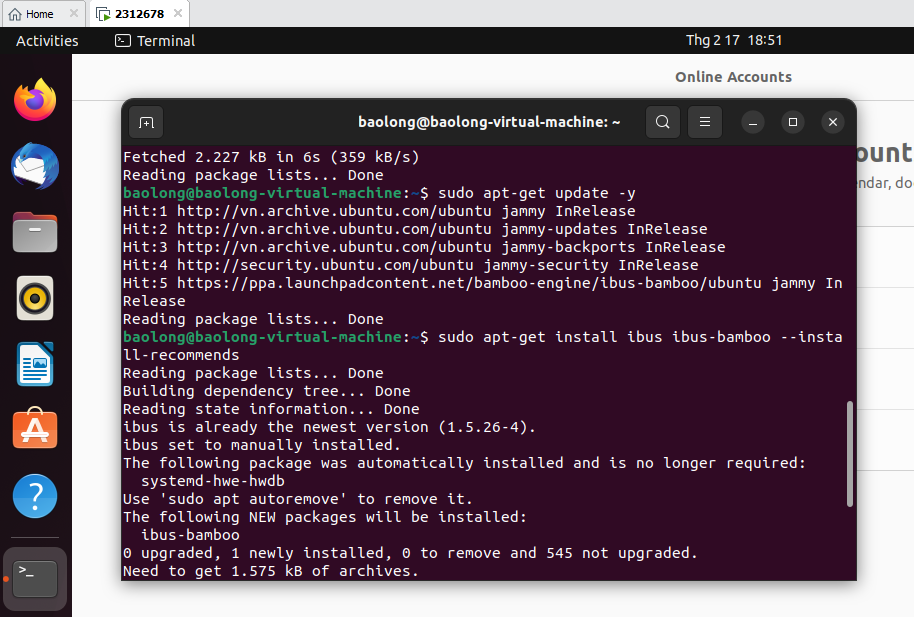 Home
2312678
Activities
Terminal
Thg 2 17 18:51
Online Accounts
baolong@baolong-virtual-machine: ~
Fetched 2.227 kB in 6s (359 kB/s)
Reading package lists... Done
baolong@baolong-virtual-machine:~$ sudo apt-get update -y
Hit:1 http://vn.archive.ubuntu.com/ubuntu jammy InRelease
Hit:2 http://vn.archive.ubuntu.com/ubuntu jammy-updates InRelease
Hit:3 http://vn.archive.ubuntu.com/ubuntu jammy-backports InRelease
Hit:4 http://security.ubuntu.com/ubuntu jammy-security InRelease
Hit:5 https://ppa.launchpadcontent.net/bamboo-engine/ibus-bamboo/ubuntu jammy In
Release
Reading package lists... Done
baolong@baolong-virtual-machine:~$ sudo apt-get install ibus ibus-bamboo --insta
ll-recommends
Reading package lists... Done
Building dependency tree... Done
Reading state information... Done
ibus is already the newest version (1.5.26-4).
ibus set to manually installed.
The following package was automatically installed and is no longer required:
systemd-hwe-hwdb
Use 'sudo apt autoremove' to remove it.
The following NEW packages will be installed:
ibus-bamboo
0 upgraded, 1 newly installed, 0 to remove and 545 not upgraded.
Need to get 1.575 kB of archives.
ount
endar, do